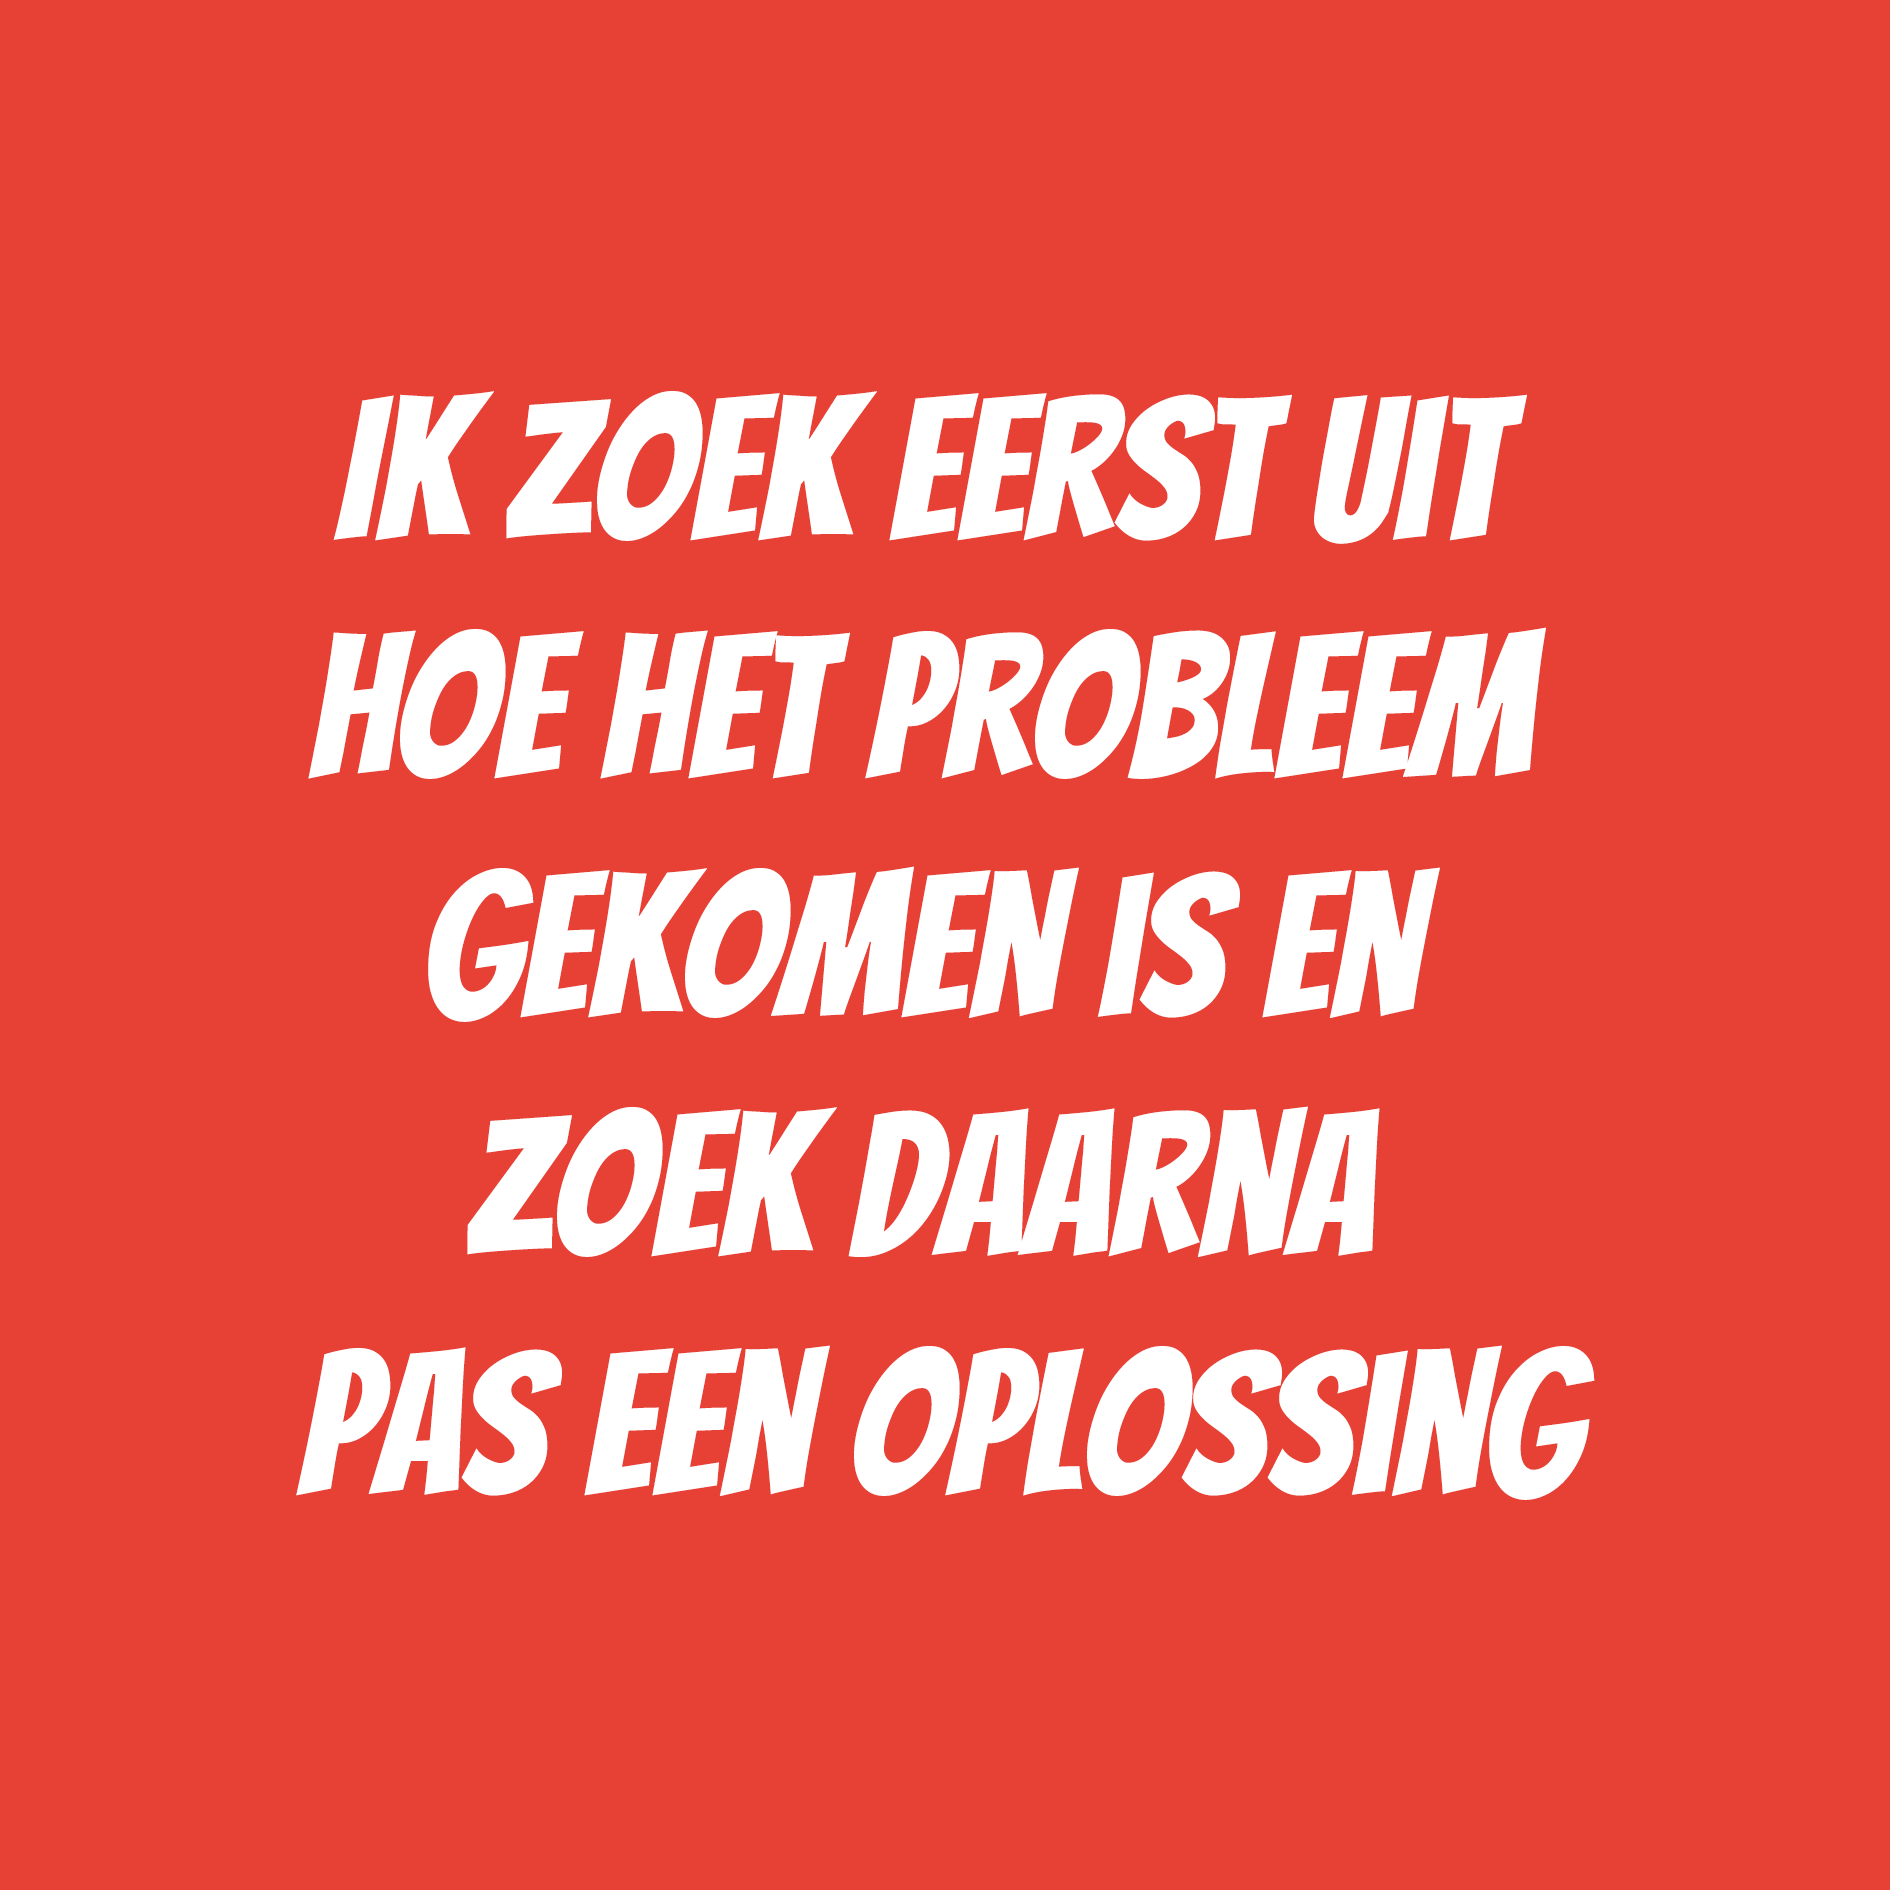 IK ZOEK EERST UIT
HOE HET PROBLEEM
GEKOMEN IS EN
ZOEK DAARNA
PAS EEN OPLOSSING